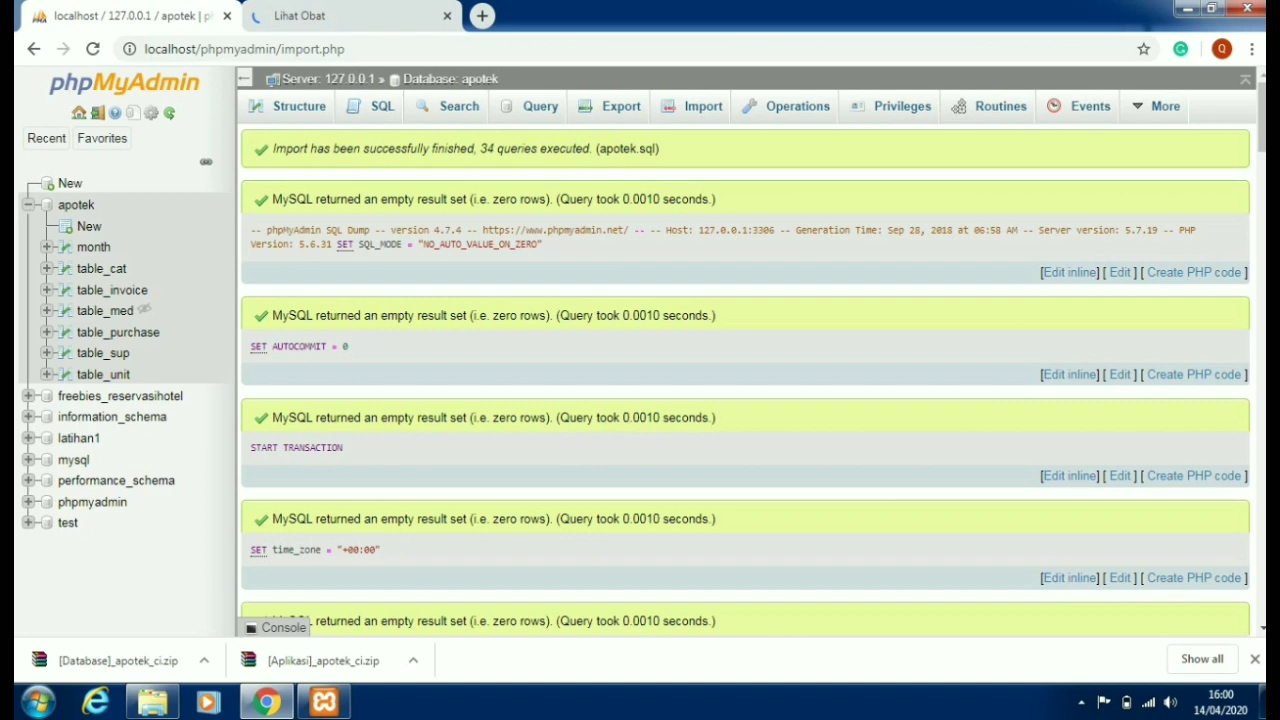 localhost / 127.0.0.1 / apotek | p
Lihat Obat
localhost/phpmyadmin/import.php
Q
phpMyAdmin
Server: 127.0.0.1 » Database: apotek
Structure SQL Search Query Export Import Operations Privileges Routines Events More
Recent Favorites
New
apotek
New
month
table_cat
table_invoice
table_med
table_purchase
table_sup
table_unit
freebies_reservasihotel
information_schema
latihan1
mysql
performance_schema
phpmyadmin
test
Import has been successfully finished, 34 queries executed. (apotek.sql)
MySQL returned an empty result set (i.e. zero rows). (Query took 0.0010 seconds.)
-- phpMyAdmin SQL Dump -- version 4.7.4 -- https://www.phpmyadmin.net/ -- -- Host: 127.0.0.1:3306 -- Generation Time: Sep 28, 2018 at 06:58 AM -- Server version: 5.7.19 -- PHP
Version: 5.6.31 SET SQL_MODE = "NO_AUTO_VALUE_ON_ZERO"
[Edit inline] [ Edit ] [ Create PHP code ]
MySQL returned an empty result set (i.e. zero rows). (Query took 0.0010 seconds.)
SET AUTOCOMMIT = 0
[Edit inline] [ Edit ] [ Create PHP code ]
MySQL returned an empty result set (i.e. zero rows). (Query took 0.0010 seconds.)
START TRANSACTION
[Edit inline] [ Edit ] [ Create PHP code ]
MySQL returned an empty result set (i.e. zero rows). (Query took 0.0010 seconds.)
SET time_zone = "+00:00"
[Edit inline] [ Edit ] [ Create PHP code ]
returned an empty result set (i.e. zero rows). (Query took 0.0010 seconds.)
Console
[Database]_apotek_ci.zip
[Aplikasi]_apotek_ci.zip
Show all
16:00
14/04/2020